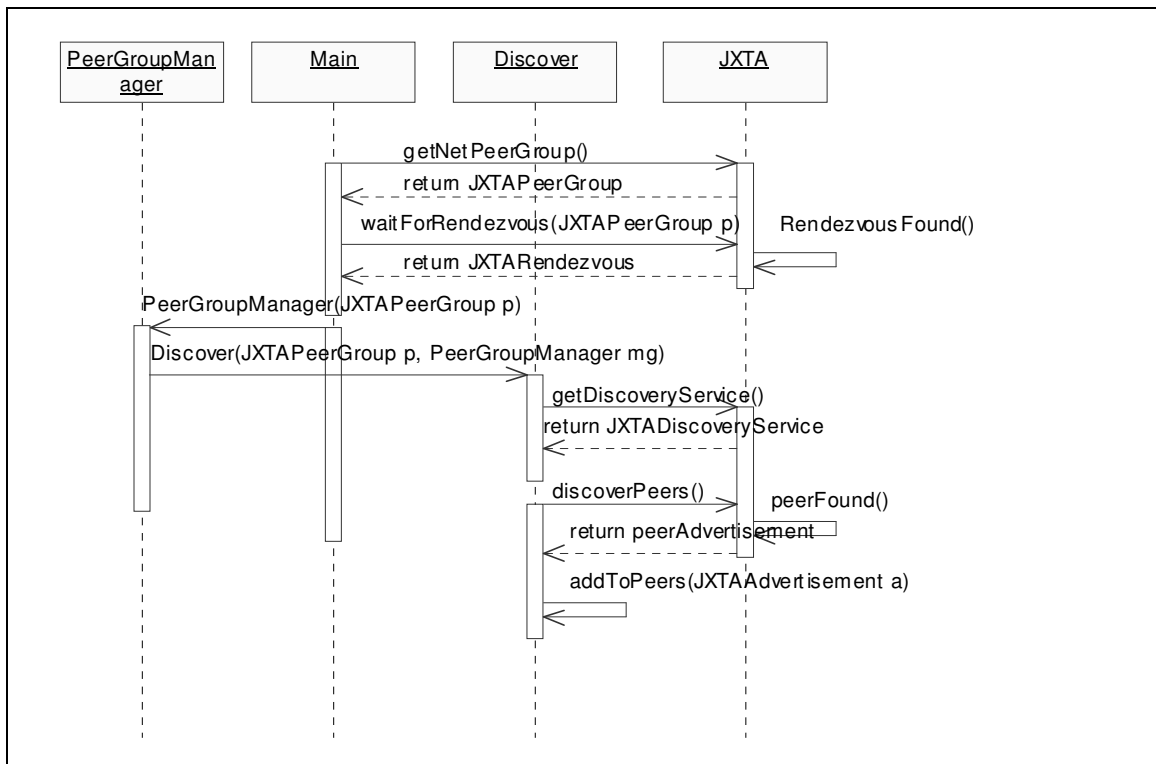 PeerGroupMan
ager
Main
Discover
JXTA
getNetPeerGroup()
return JXTAPeerGroup
waitForRendezvous(JXTAPeerGroup p)
RendezvousFound()
return JXTARendezvous
PeerGroupManager(JXTAPeerGroup p)
Discover(JXTAPeerGroup p, PeerGroupManager mg)
getDiscoveryService()
return JXTADiscoveryService
discoverPeers()
peerFound()
return peerAdvertisement
addToPeers(JXTAAdvertisement a)